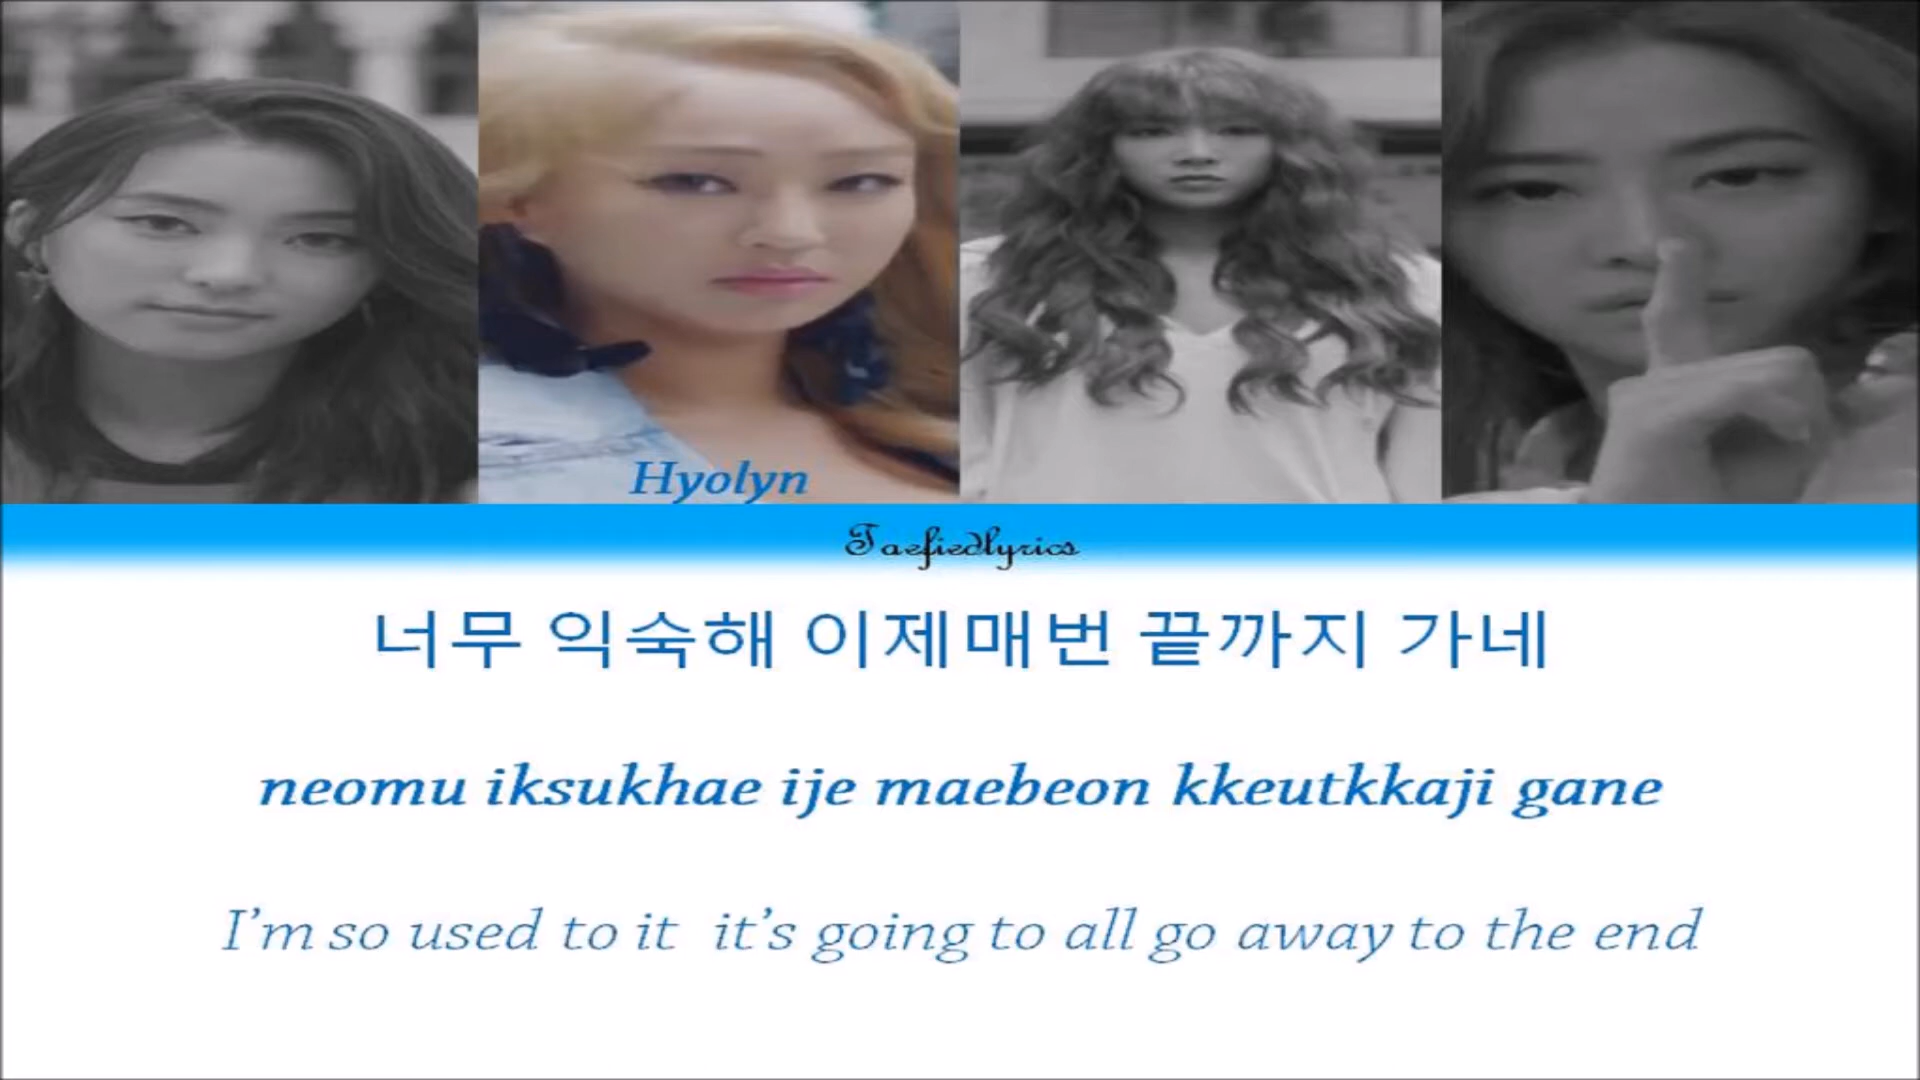 Hyolyn
Taefiedlyrics
너무 익숙해 이제매번 끝까지 가네
neomu iksukhae ije maebeon kkeutkkaji gane
I’m so used to it it’s going to all go away to the end